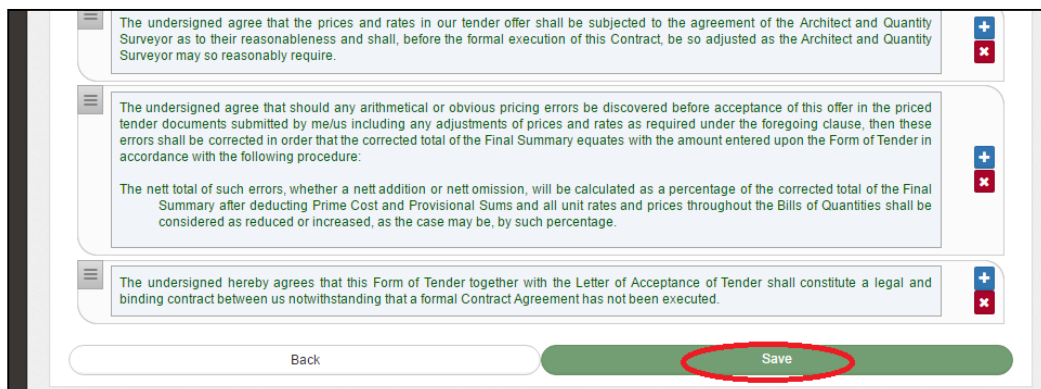 The undersigned agree that the prices and rates in our tender offer shall be subjected to the agreement of the Architect and Quantity
Surveyor as to their reasonableness and shall, before the formal execution of this Contract, be so adjusted as the Architect and Quantity
Surveyor may so reasonably require.
The undersigned agree that should any arithmetical or obvious pricing errors be discovered before acceptance of this offer in the priced
tender documents submitted by me/us including any adjustments of prices and rates as required under the foregoing clause, then these
errors shall be corrected in order that the corrected total of the Final Summary equates with the amount entered upon the Form of Tender in
accordance with the following procedure:
The nett total of such errors, whether a nett addition or nett omission, will be calculated as a percentage of the corrected total of the Final
Summary after deducting Prime Cost and Provisional Sums and all unit rates and prices throughout the Bills of Quantities shall be
considered as reduced or increased, as the case may be, by such percentage.
The undersigned hereby agrees that this Form of Tender together with the Letter of Acceptance of Tender shall constitute a legal and
binding contract between us notwithstanding that a formal Contract Agreement has not been executed.
Back
Save